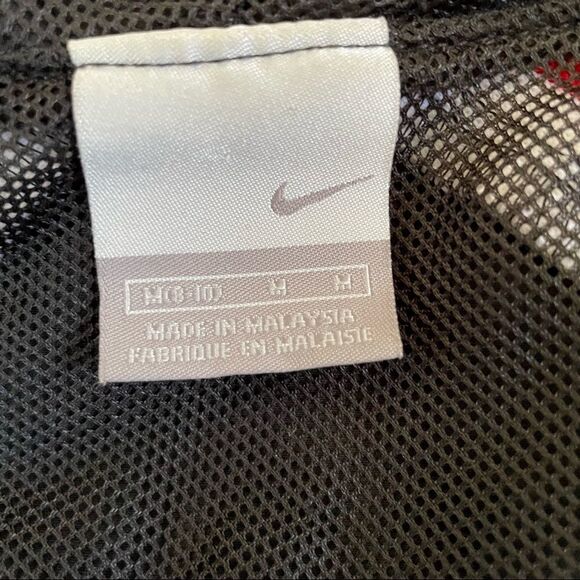 M(8-10) M M
MADE IN MALAYSIA
FABRIQUE EN MALAISIE